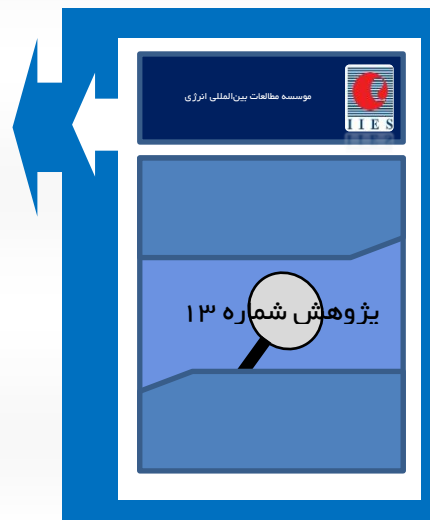 موسسه مطالعات بین‌المللی انرژی
IIES
پژوهش شماره ۱۳